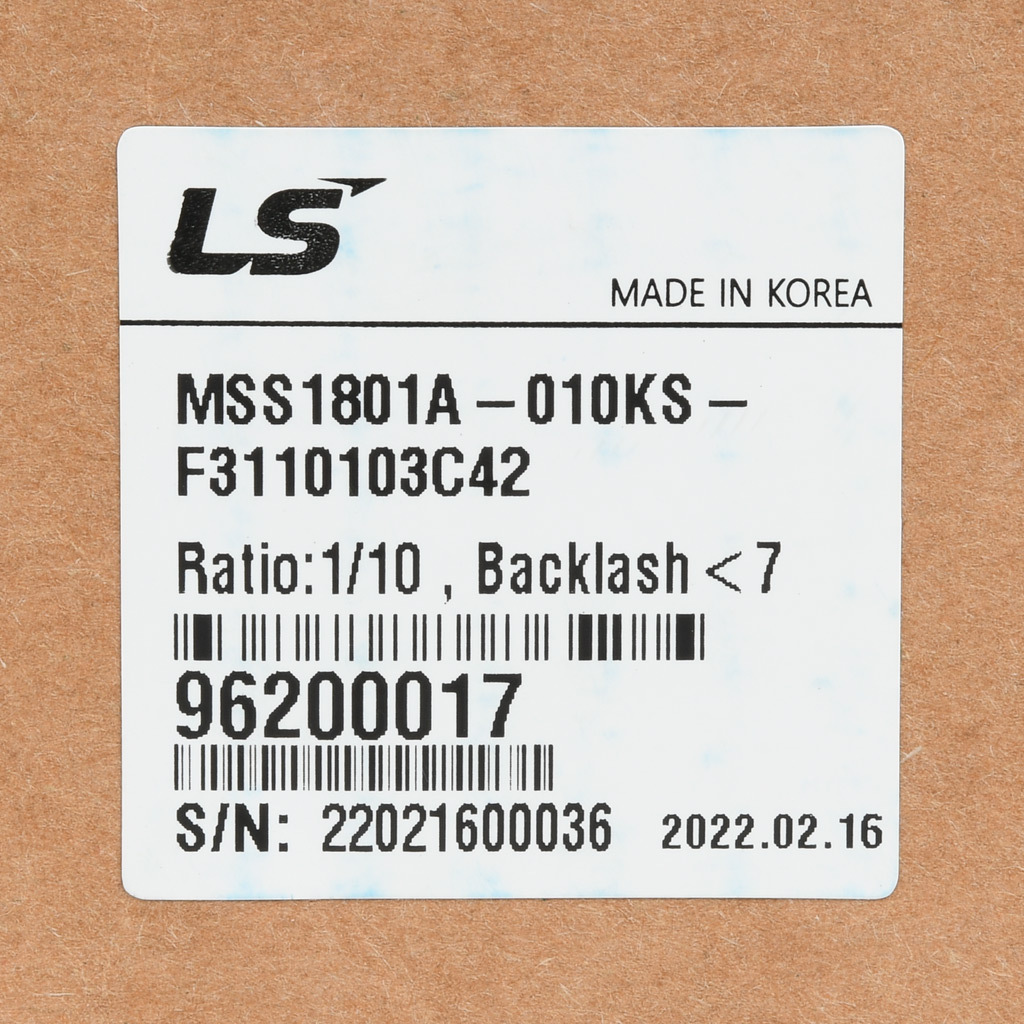 LS
MADE IN KOREA
MSS1801A-010KS-
F3110103C42
Ratio:1/10 , Backlash < 7
96200017
S/N: 22021600036 2022.02.16